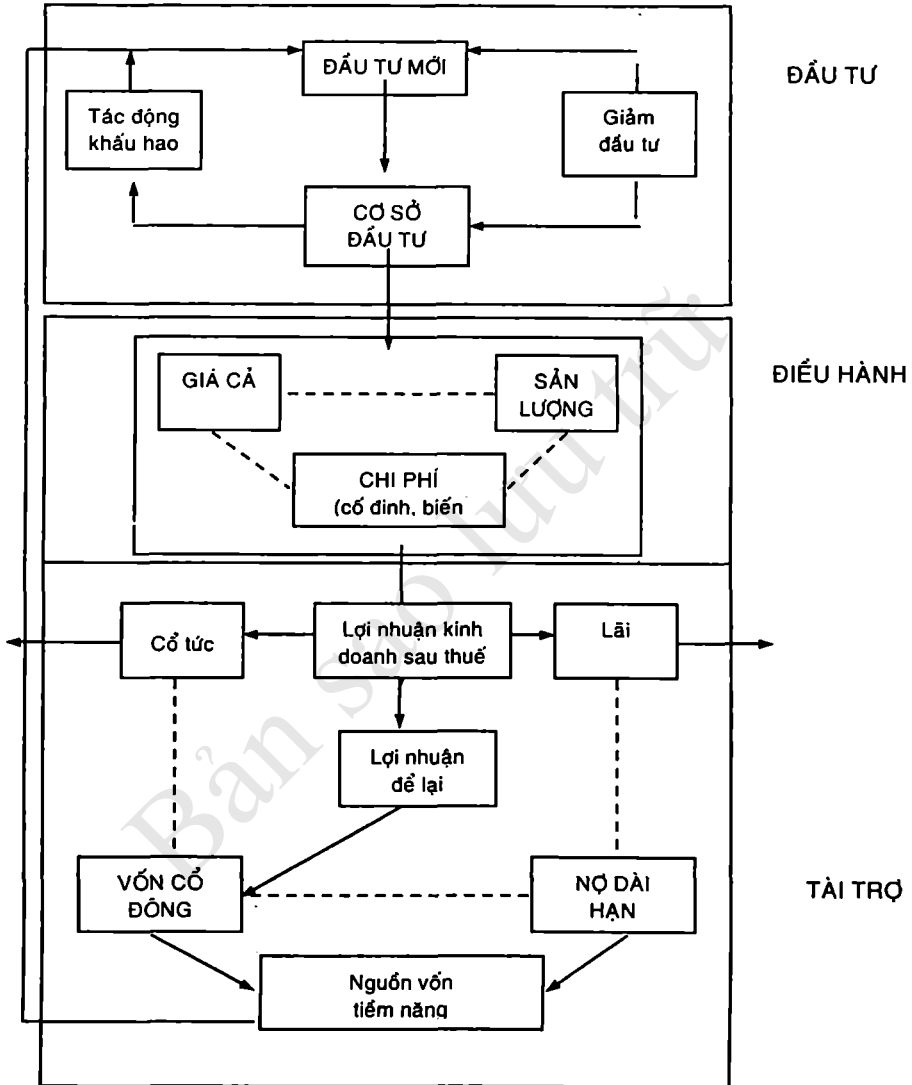 ĐẦU TƯ MỚI
ĐẦU TƯ
Tác động
khấu hao
Giảm
đầu tư
CƠ SỞ
ĐẦU TƯ
GIÁ CẢ
SẢN
LƯỢNG
ĐIỀU HÀNH
CHI PHÍ
(cố định, biến
Cổ tức
Lợi nhuận kinh
doanh sau thuế
Lãi
Lợi nhuận
để lại
VỐN CỔ
ĐÔNG
NỢ DÀI
HẠN
TÀI TRỢ
Nguồn vốn
tiềm năng
Bản sao lưu trữ